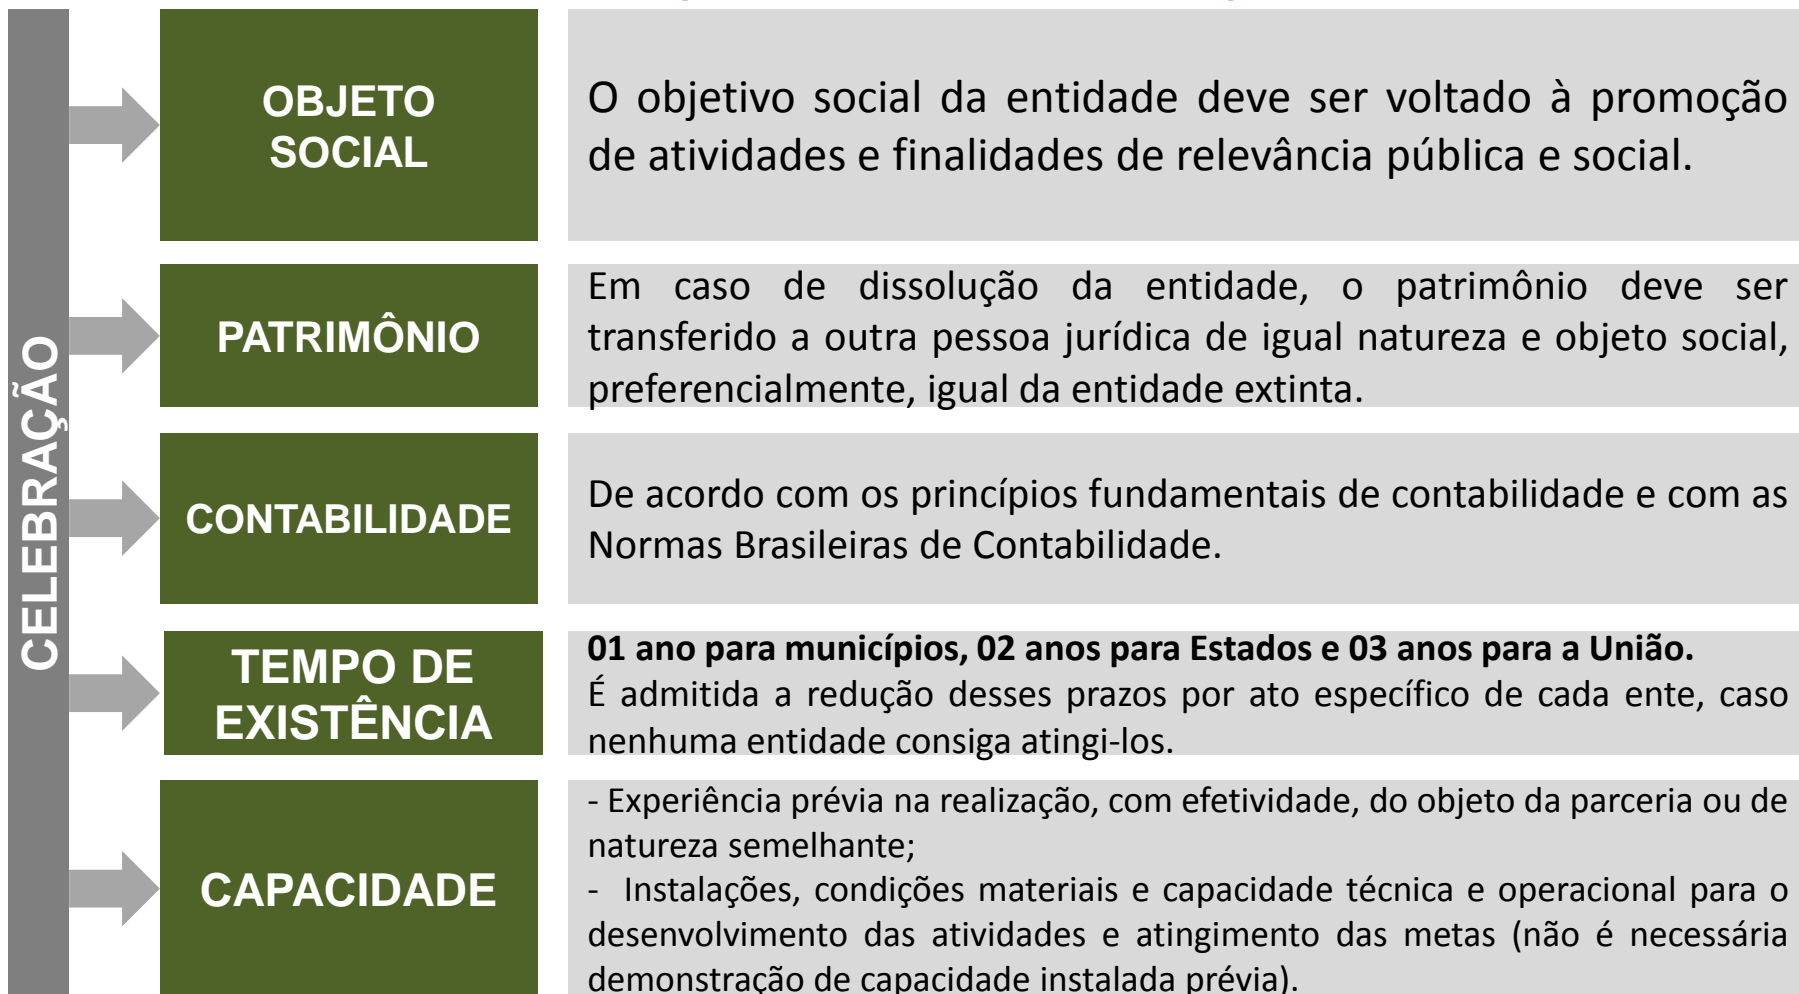 CELEBRAÇÃO
OBJETO
SOCIAL
O objetivo social da entidade deve ser voltado à promoção
de atividades e finalidades de relevância pública e social.
PATRIMÔNIO
Em caso de dissolução da entidade, o patrimônio deve ser
transferido a outra pessoa jurídica de igual natureza e objeto social,
preferencialmente, igual da entidade extinta.
CONTABILIDADE
De acordo com os princípios fundamentais de contabilidade e com as
Normas Brasileiras de Contabilidade.
TEMPO DE
EXISTÊNCIA
01 ano para municípios, 02 anos para Estados e 03 anos para a União.
É admitida a redução desses prazos por ato específico de cada ente, caso
nenhuma entidade consiga atingi-los.
CAPACIDADE
- Experiência prévia na realização, com efetividade, do objeto da parceria ou de
natureza semelhante;
- Instalações, condições materiais e capacidade técnica e operacional para o
desenvolvimento das atividades e atingimento das metas (não é necessária
demonstração de capacidade instalada prévia).